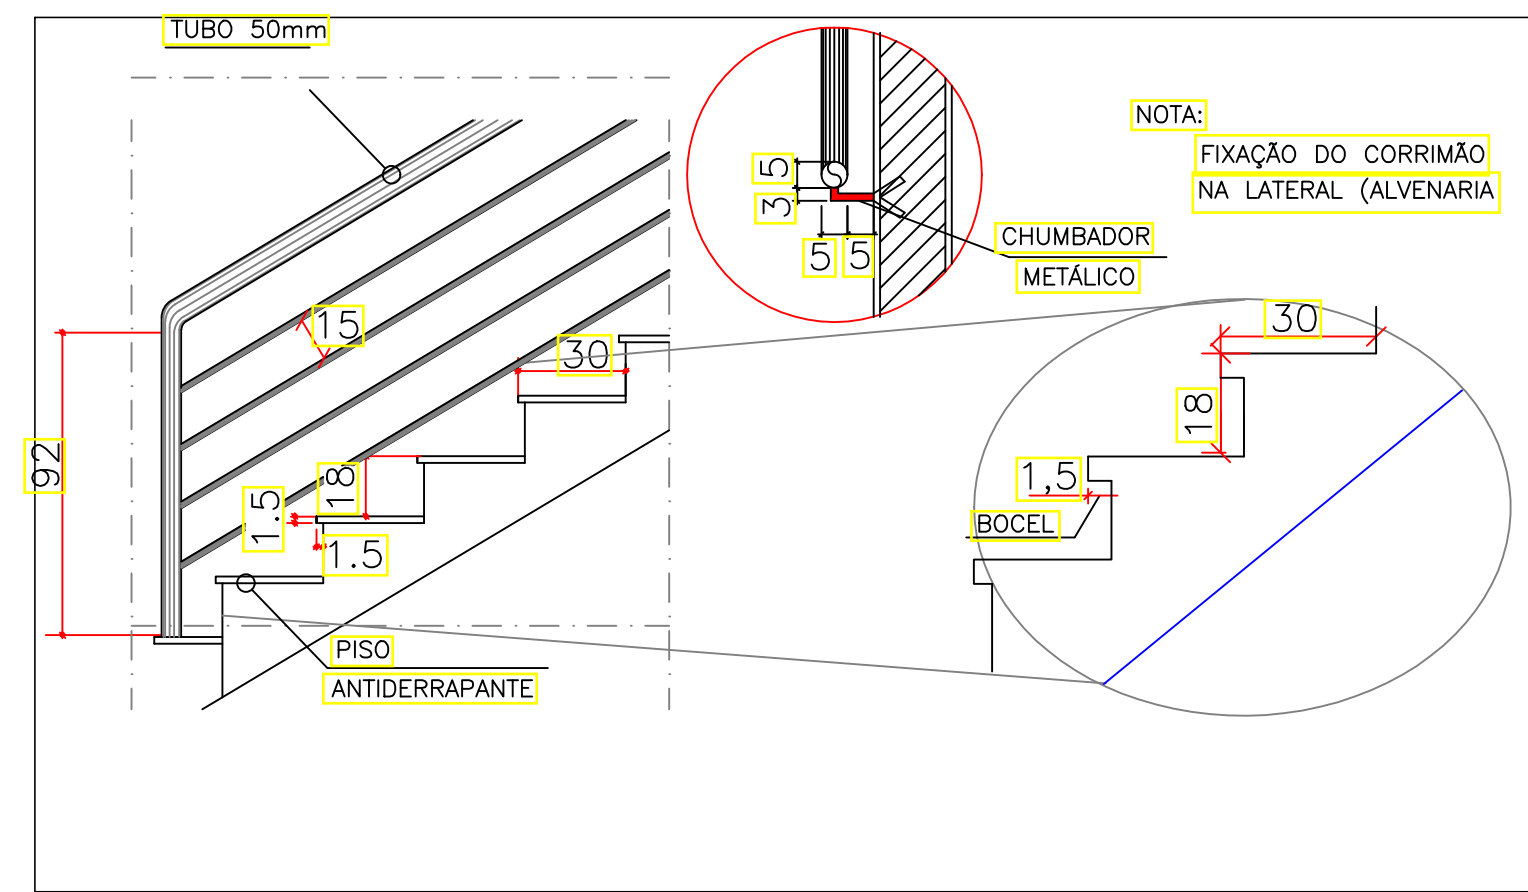 TUBO 50mm
NOTA:
FIXAÇÃO DO CORRIMÃO
NA LATERAL (ALVENARIA
5
3
5
5
CHUMBADOR
METÁLICO
15
30
30
92
18
18
1.5
1.5
1,5
BOCEL
PISO
ANTIDERRAPANTE